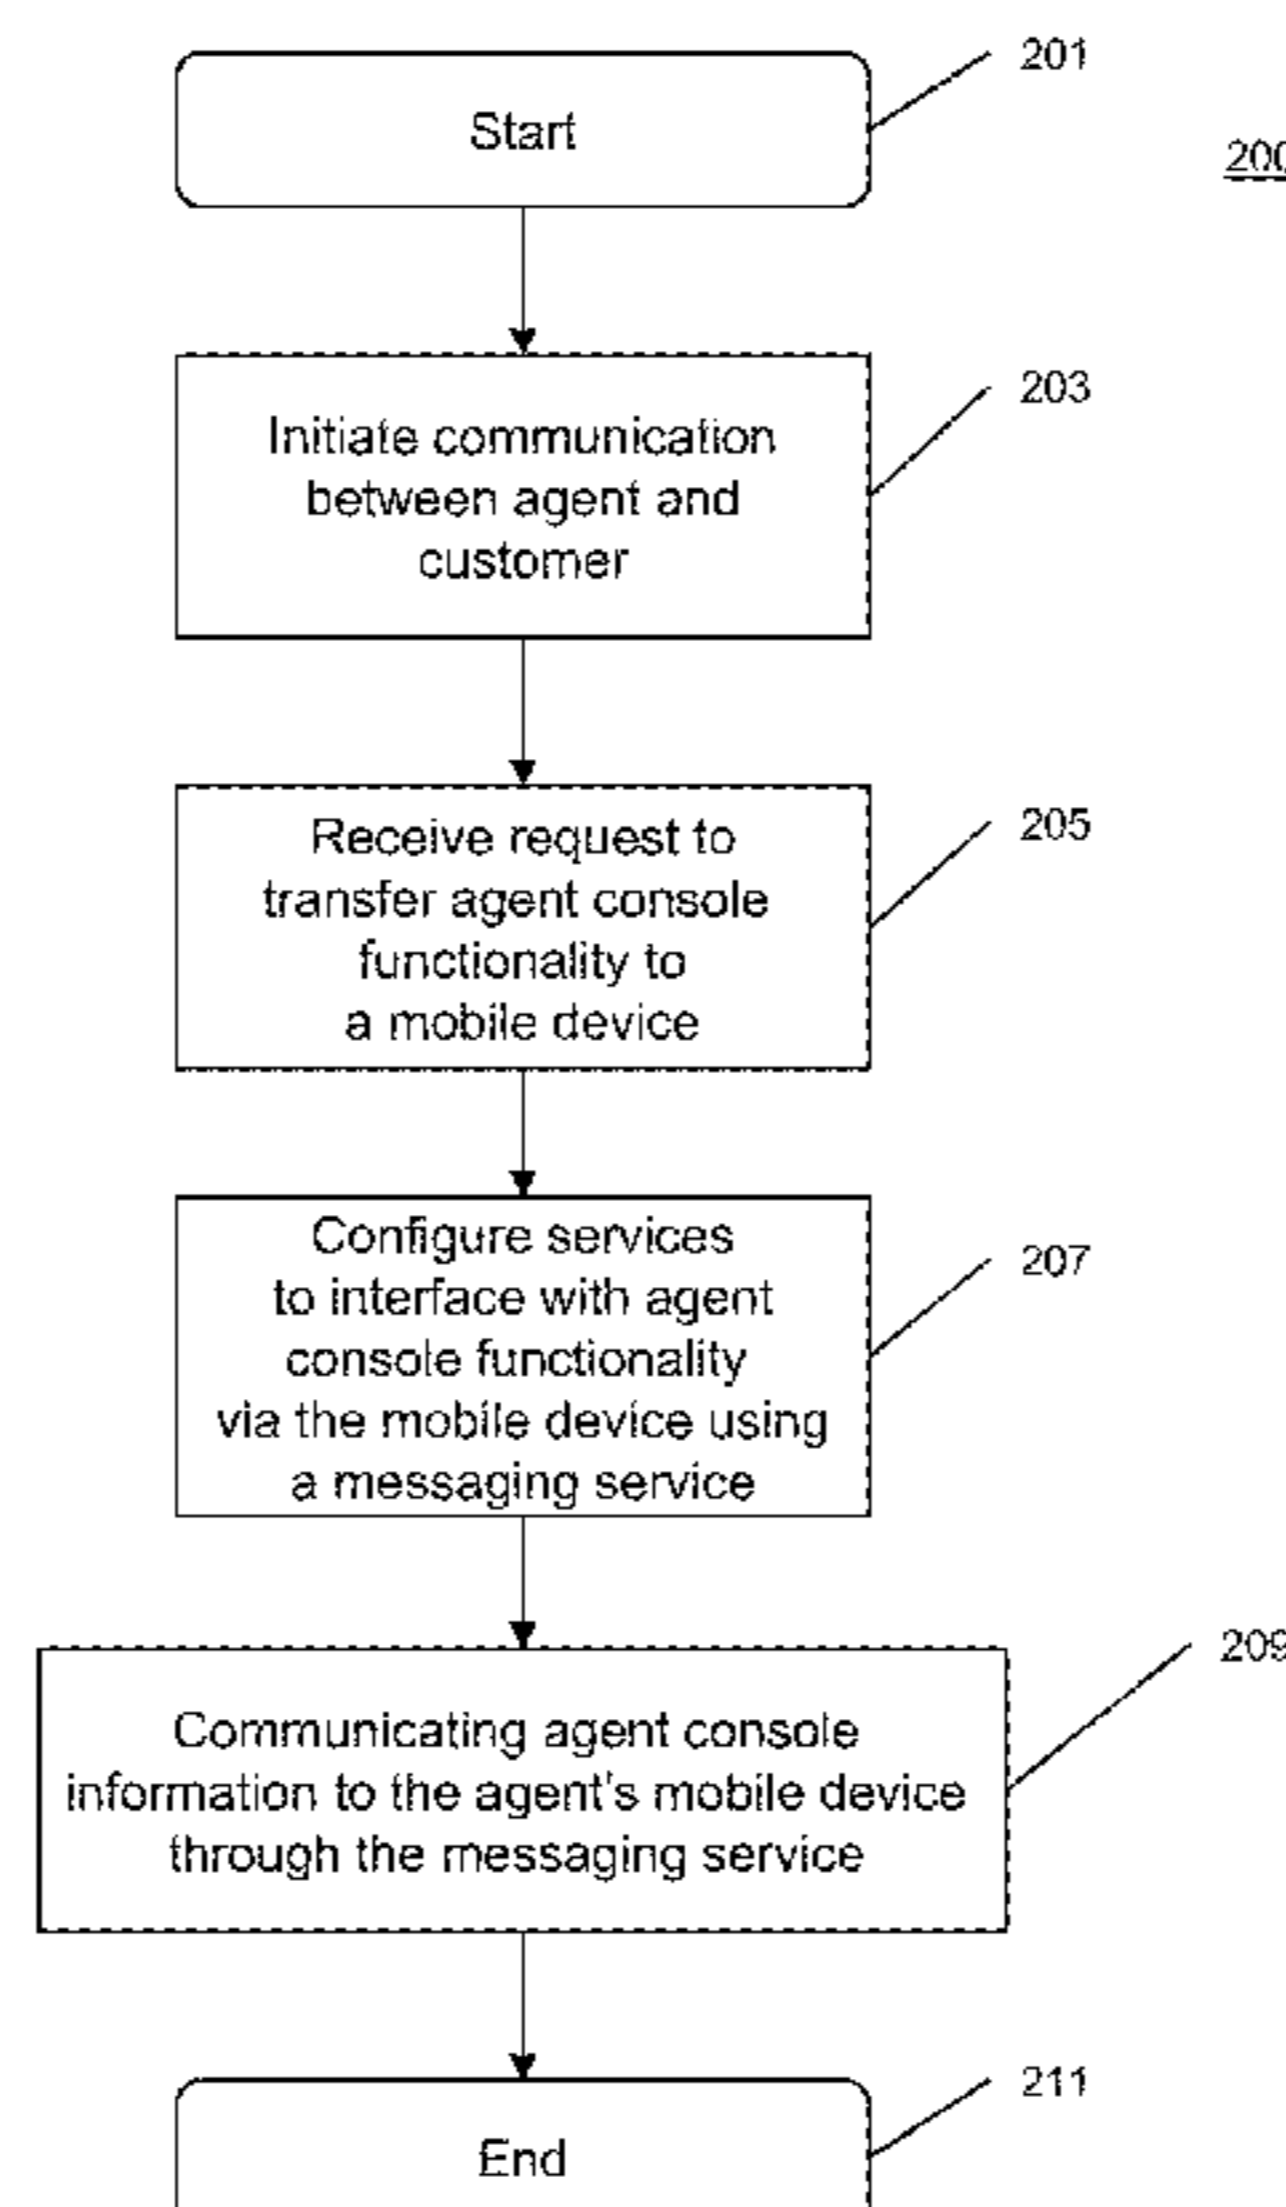 201
Start
200
203
Initiate communication
between agent and
customer
205
Receive request to
transfer agent console
functionality to
a mobile device
207
Configure services
to interface with agent
console functionality
via the mobile device using
a messaging service
209
Communicating agent console
information to the agent's mobile device
through the messaging service
211
End